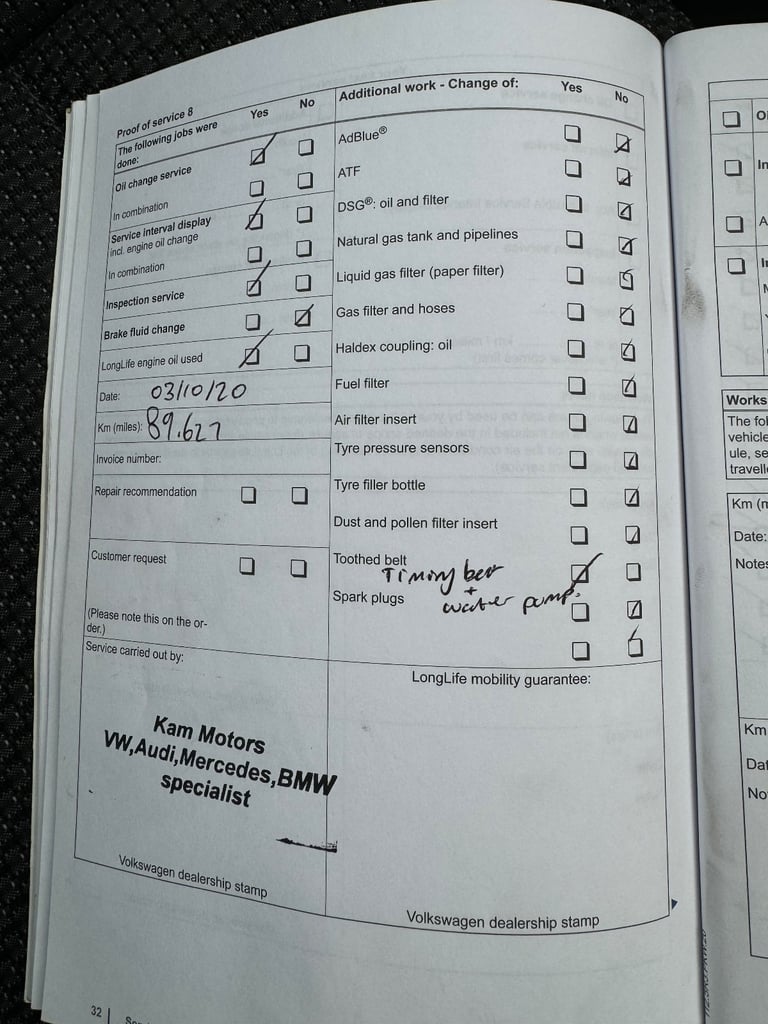 Proof of service 8
The following jobs were done: Yes No
Oil change service
In combination
Service interval display
incl. engine oil change
In combination
Inspection service
Brake fluid change
LongLife engine oil used
Date: 03/10/20
Km (miles): 89.627
Invoice number:
Repair recommendation
Customer request
(Please note this on the or-
der.)
Service carried out by:
Kam Motors
VW,Audi,Mercedes,BMW
specialist
Volkswagen dealership stamp
Additional work - Change of: Yes No
AdBlue®
ATF
DSG®: oil and filter
Natural gas tank and pipelines
Liquid gas filter (paper filter)
Gas filter and hoses
Haldex coupling: oil
Fuel filter
Air filter insert
Tyre pressure sensors
Tyre filler bottle
Dust and pollen filter insert
Toothed belt
Timing belt
+
Spark plugs water pump.
LongLife mobility guarantee:
Volkswagen dealership stamp
32
Works
The fol
vehicle
ule, se
travelle
Km (m
Date:
Notes
Km
Dat
No